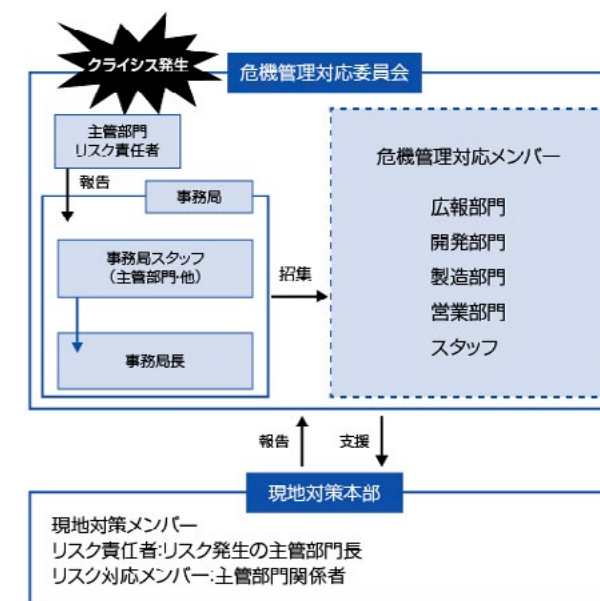 クライシス発生
危機管理対応委員会
主管部門
リスク責任者
報告
事務局
事務局スタッフ
（主管部門・他）
事務局長
招集
危機管理対応メンバー
広報部門
開発部門
製造部門
営業部門
スタッフ
報告
支援
現地対策本部
現地対策メンバー
リスク責任者:リスク発生の主管部門長
リスク対応メンバー:主管部門関係者